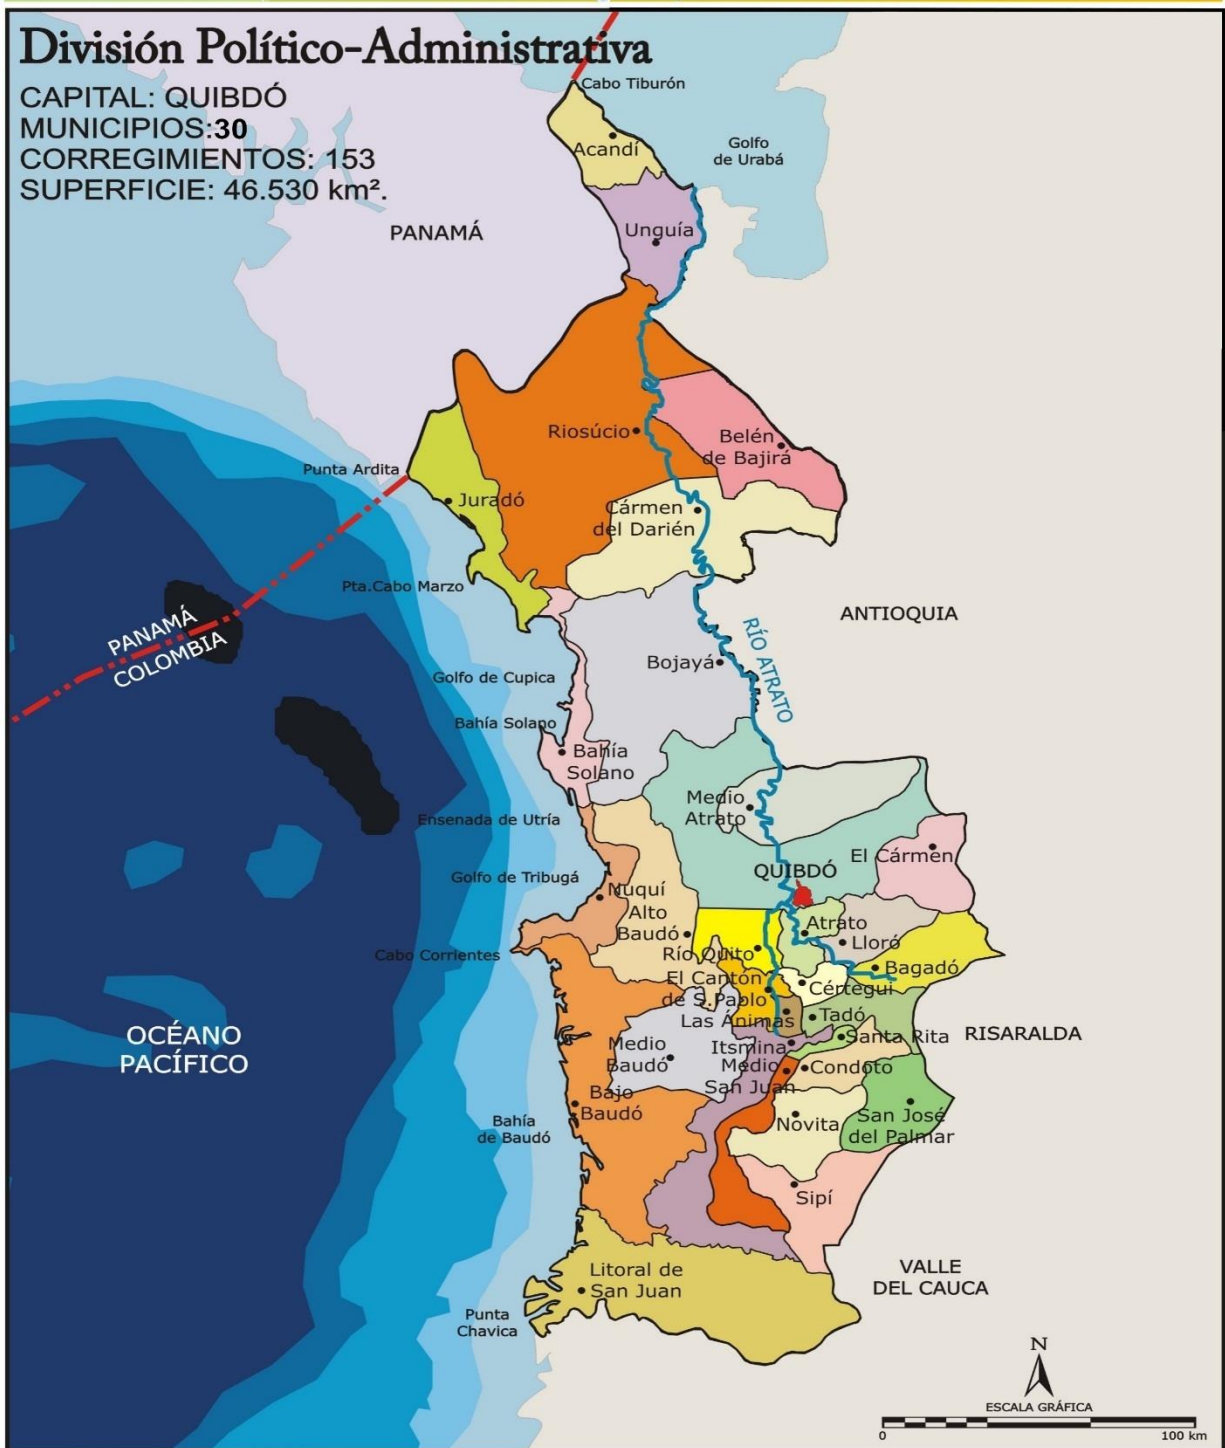 División Político-Administrativa
CAPITAL: QUIBDÓ
MUNICIPIOS:30
CORREGIMIENTOS: 153
SUPERFICIE: 46.530 km².
Cabo Tiburón
Acandí
Golfo
de Urabá
PANAMÁ
Unguía
Riosúcio
Belén
de Bajirá
Punta Ardita
Juradó
Cármen
del Darién
Pta.Cabo Marzo
ANTIOQUIA
PANAMÁ
COLOMBIA
RÍO ATRATO
Bojayá
Golfo de Cupica
Bahía Solano
Bahía
Solano
Medio
Atrato
Ensenada de Utría
El Cármen
QUIBDÓ
Golfo de Tribugá
Nuquí
Alto
Baudó
Atrato
Lloró
Cabo Corrientes
Río Quito
Bagadó
El Cantón
de S.Pablo
Cértegui
Las Ánimas
Tadó
OCÉANO
PACÍFICO
RISARALDA
Santa Rita
Medio
Baudó
Itsmina
Medio
San Juan
Condoto
Bajo
Baudó
Novita
San José
del Palmar
Bahía
de Baudó
Sipí
Litoral de
San Juan
VALLE
DEL CAUCA
Punta
Chavica
N
ESCALA GRÁFICA
0 100 km